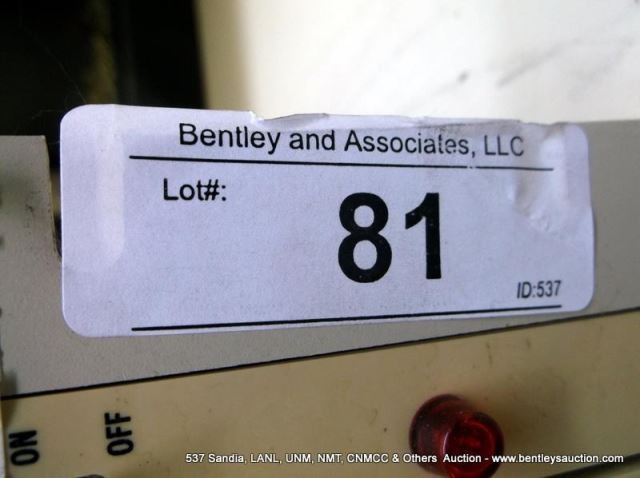 Bentley and Associates, LLC
Lot#:
81
ID:537
ON
OFF
537 Sandia, LANL, UNM, NMT, CNMCC & Others Auction - www.bentleysauction.com